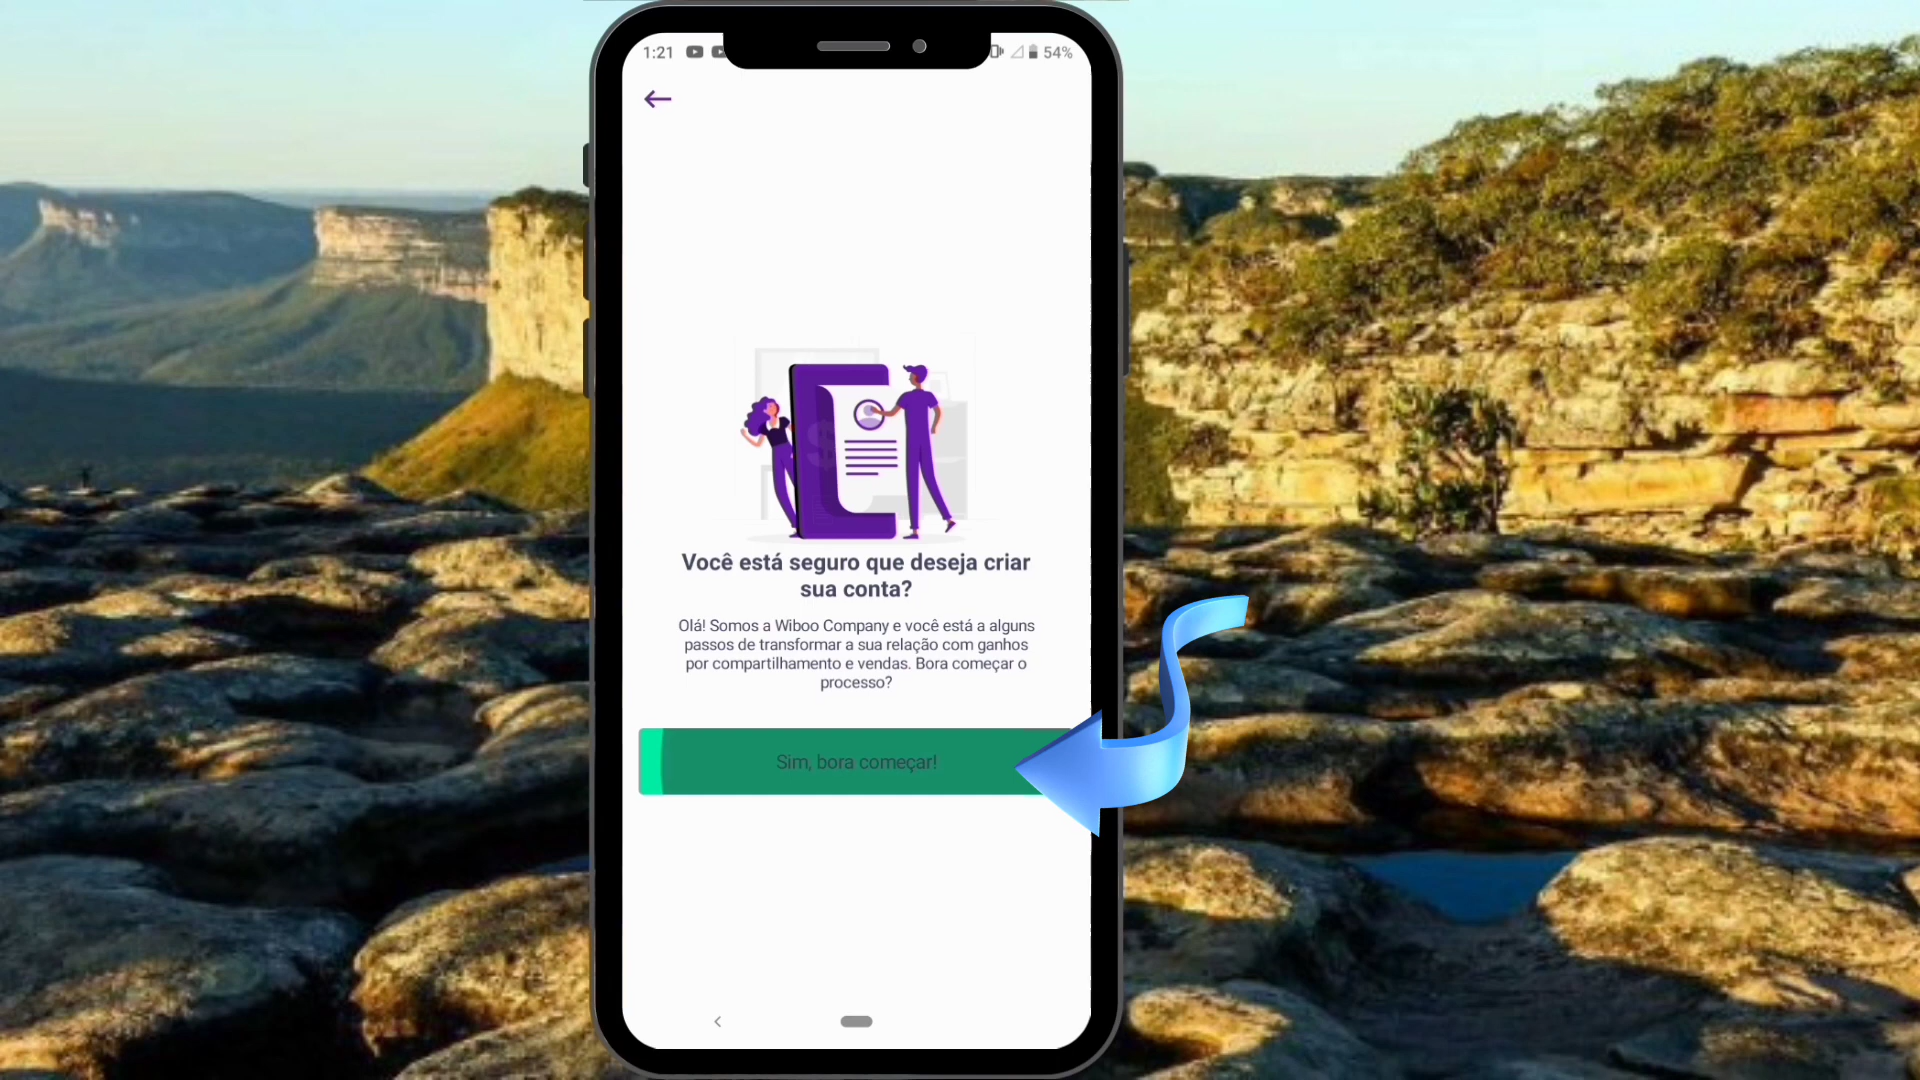 1:21
54%
Você está seguro que deseja criar
sua conta?
Olá! Somos a Wiboo Company e você está a alguns
passos de transformar a sua relação com ganhos
por compartilhamento e vendas. Bora começar o
processo?
Sim, bora começar!